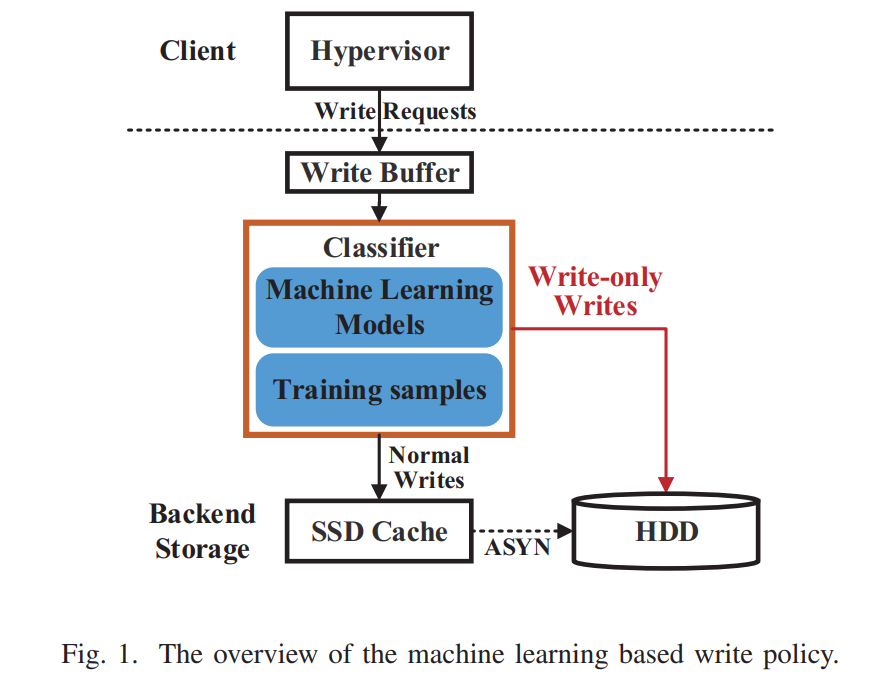 Client
Hypervisor
Write Requests
Write Buffer
Classifier
Machine Learning
Models
Training samples
Write-only
Writes
Normal
Writes
Backend
Storage
SSD Cache
ASYN
HDD
Fig. 1. The overview of the machine learning based write policy.